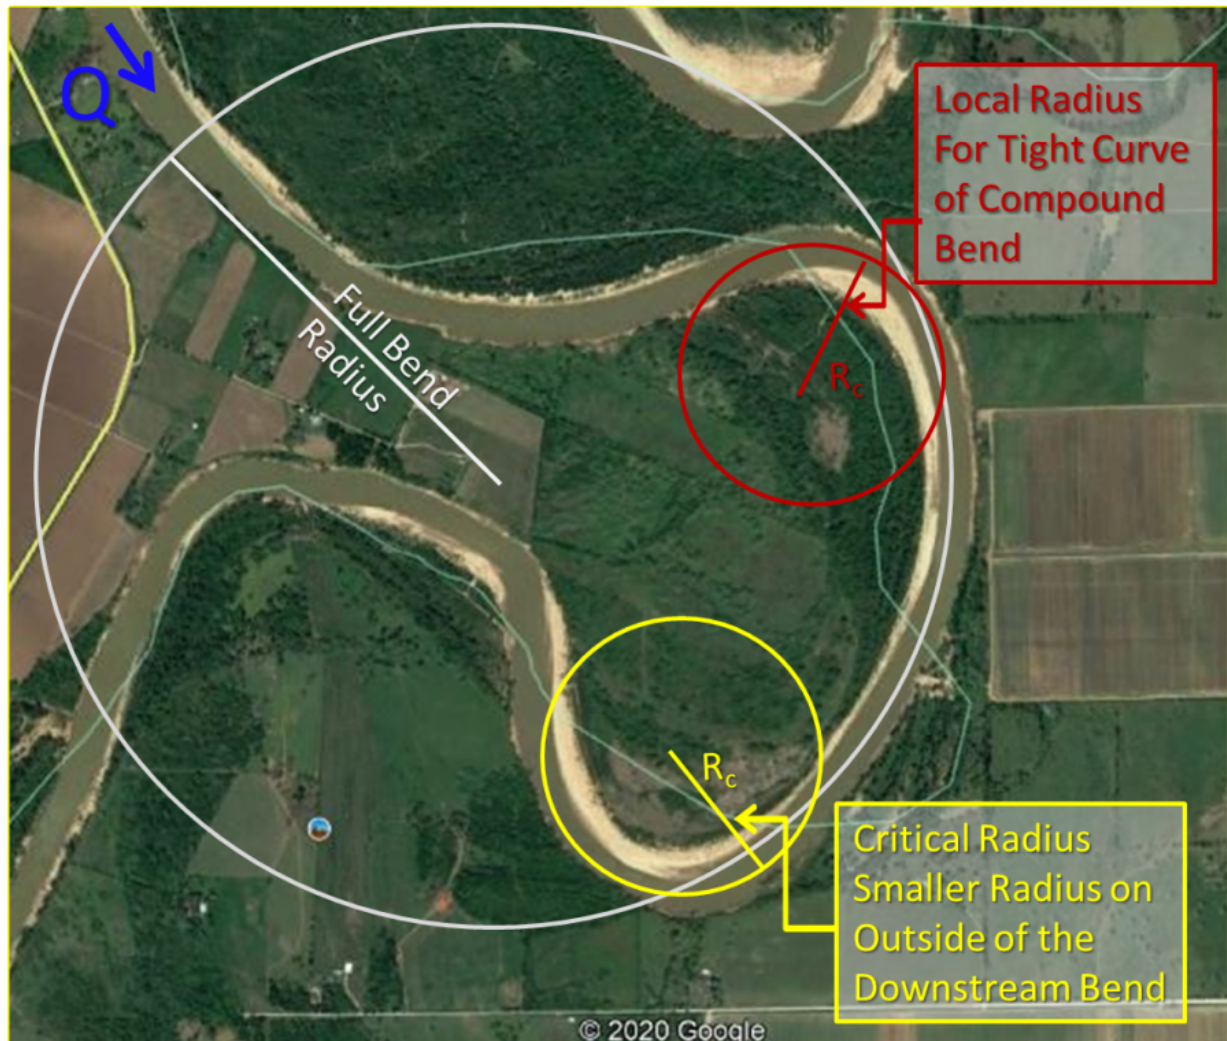 Q
Local Radius
For Tight Curve
of Compound
Bend
Full Bend
Radius
Rc
Rc
Critical Radius
Smaller Radius on
Outside of the
Downstream Bend
© 2020 Google